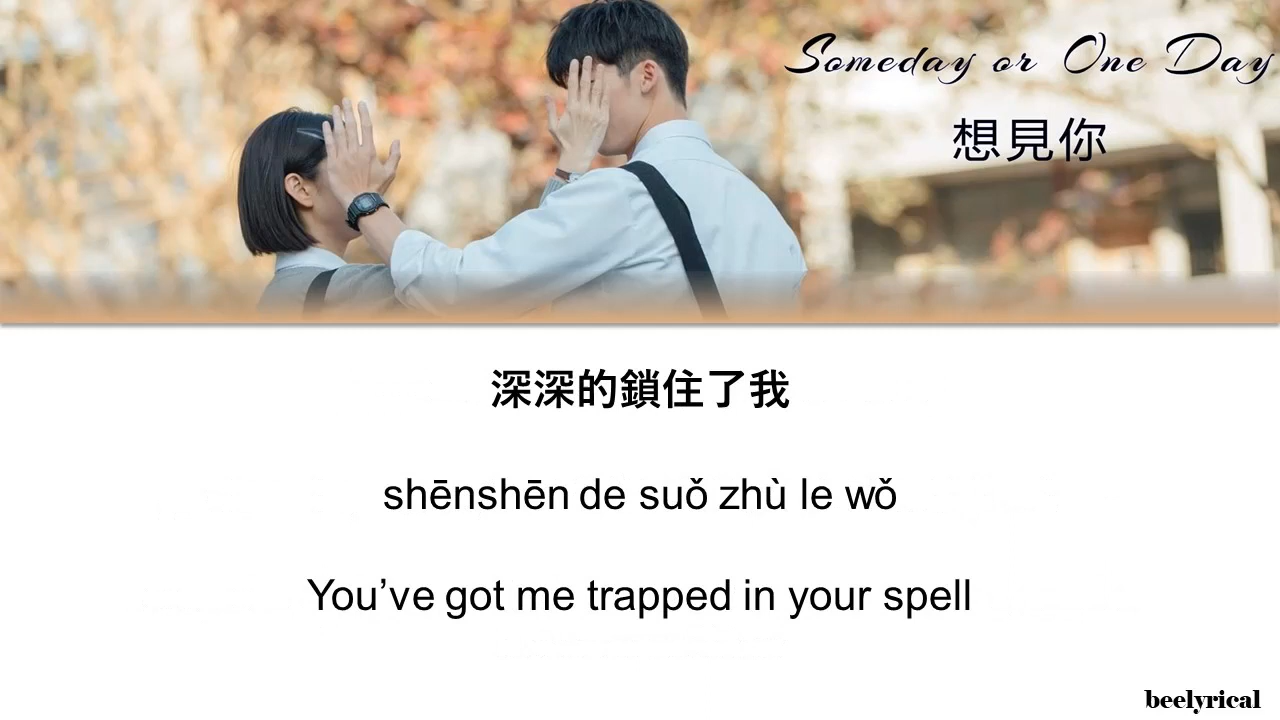 Someday or One Day
想見你
深深的鎖住了我
shēnshēn de suǒ zhù le wǒ
You’ve got me trapped in your spell
beelyrical